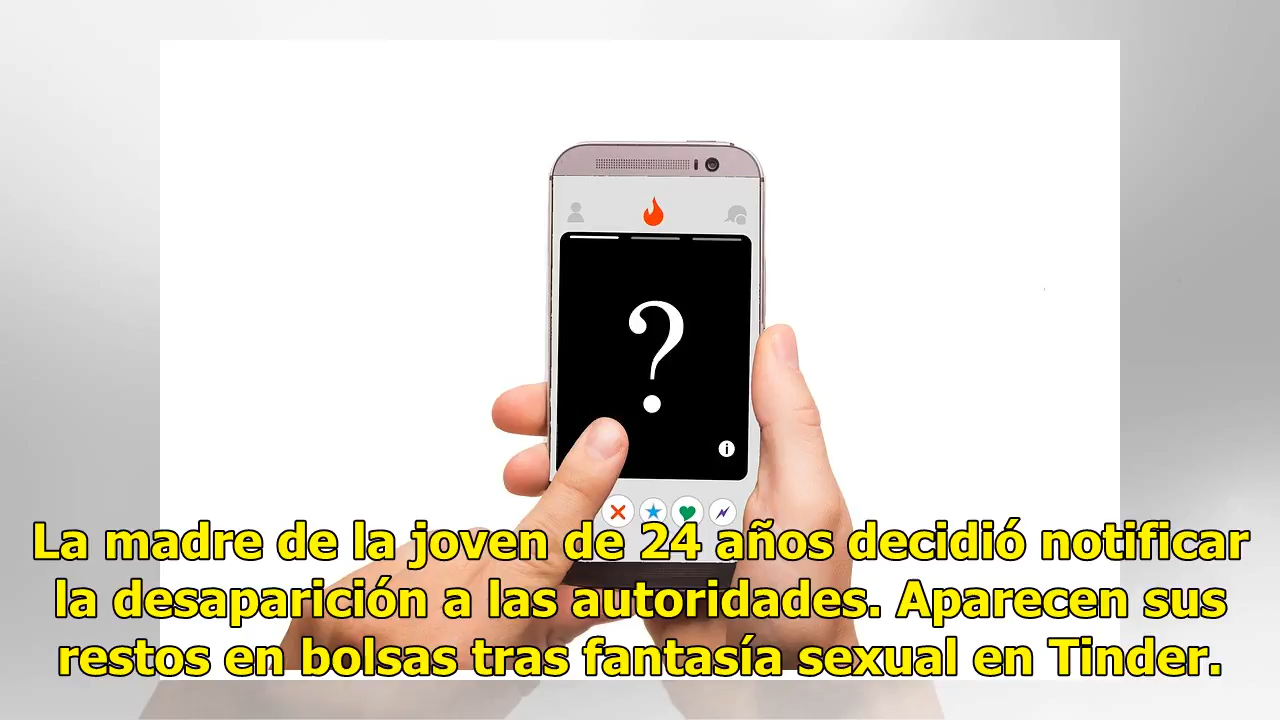 ?
i
La madre de la joven de 24 años decidió notificar
la desaparición a las autoridades. Aparecen sus
restos en bolsas tras fantasía sexual en Tinder.